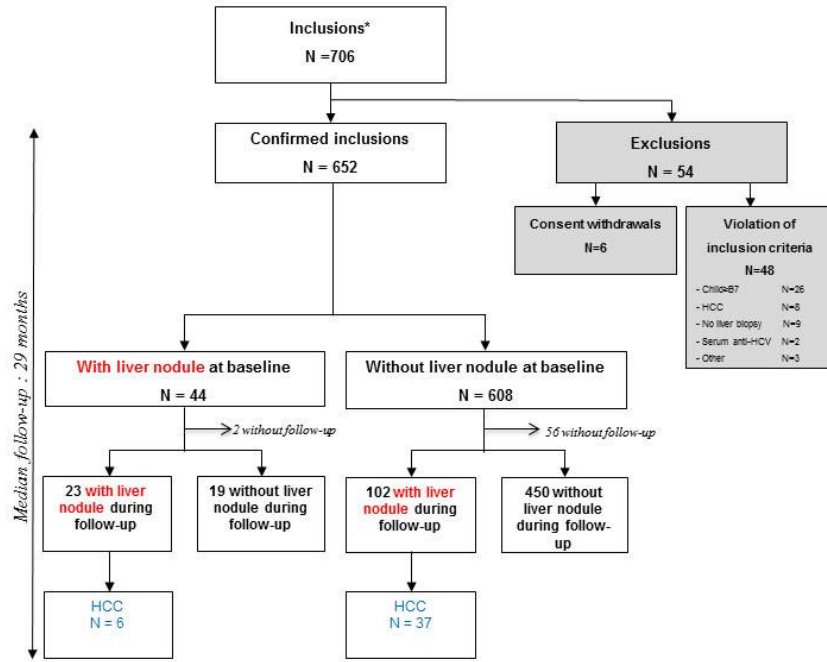 Inclusions*
N =706
Confirmed inclusions
N = 652
Exclusions
N = 54
Consent withdrawals
N=6
Violation of
inclusion criteria
N=48
- Child≥B7 N=26
- HCC N=8
- No liver biopsy N=9
- Serum anti-HCV N=2
- Other N=3
Median follow-up : 29 months
With liver nodule at baseline
N = 44
Without liver nodule at baseline
N = 608
2 without follow-up
56 without follow-up
23 with liver
nodule during
follow-up
19 without liver
nodule during
follow-up
102 with liver
nodule during
follow-up
450 without
liver nodule
during follow-
up
HCC
N = 6
HCC
N = 37